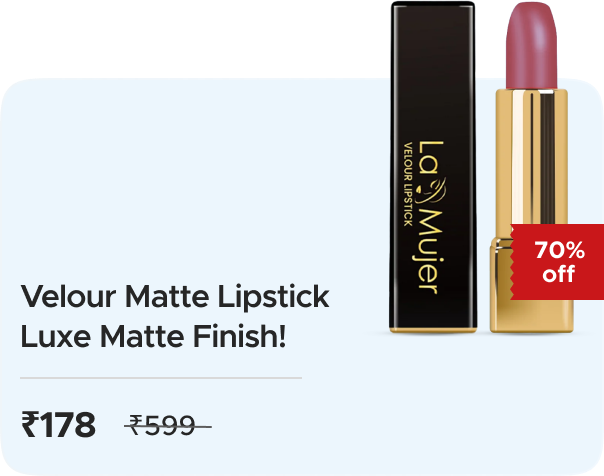 La Mujer
VELOUR LIPSTICK
70%
off
Velour Matte Lipstick
Luxe Matte Finish!
₹178 ₹599